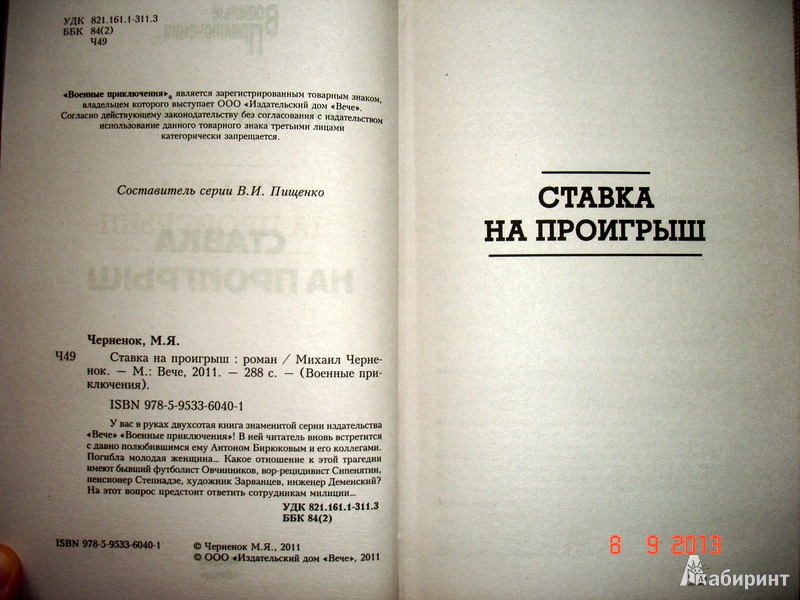 УДК 821.161.1-311.3
ББК 84(2)
Ч49
«Военные приключения»® является зарегистрированным товарным знаком,
владельцем которого выступает ООО «Издательский дом «Вече».
Согласно действующему законодательству без согласования с издательством
использование данного товарного знака третьими лицами
категорически запрещается.
Составитель серии В.И. Пищенко
Черненок, М.Я.
Ч49 Ставка на проигрыш : роман / Михаил Черне-
нок. — М.: Вече, 2011. — 288 с. — (Военные при-
ключения).
ISBN 978-5-9533-6040-1
У вас в руках двухсотая книга знаменитой серии издательства
«Вече» «Военные приключения»! В ней читатель вновь встретится
с давно полюбившимся ему Антоном Бирюковым и его коллегами.
Погибла молодая женщина... Какое отношение к этой трагедии
имеют бывший футболист Овчинников, вор-рецидивист Сипенятин,
пенсионер Степнадзе, художник Зарванцев, инженер Деменский?
На этот вопрос предстоит ответить сотрудникам милиции...
УДК 821.161.1-311.3
ББК 84(2)
ISBN 978-5-9533-6040-1
© Черненок М.Я., 2011
© ООО «Издательский дом «Вече», 2011
СТАВКА
НА ПРОИГРЫШ
8 9 2013
Лабиринт